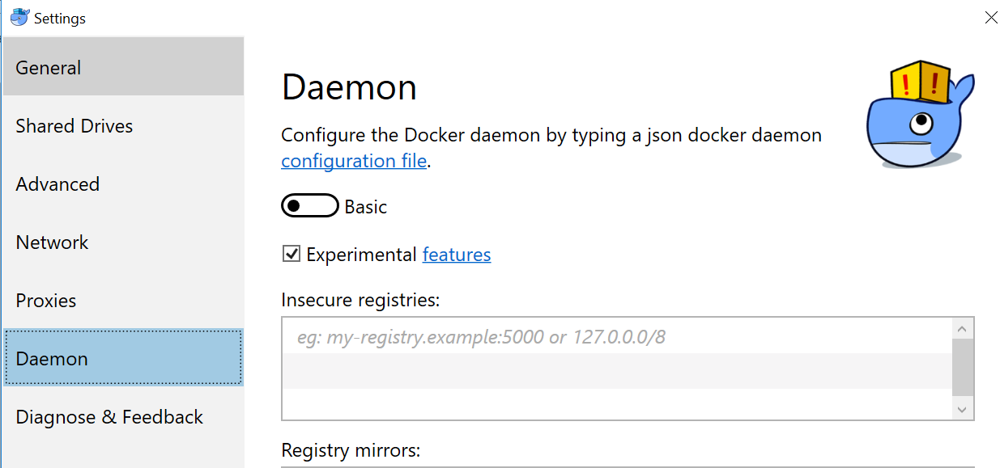 Settings
General
Shared Drives
Advanced
Network
Proxies
Daemon
Diagnose & Feedback
Daemon
Configure the Docker daemon by typing a json docker daemon
configuration file.
Basic
Experimental features
Insecure registries:
eg: my-registry.example:5000 or 127.0.0.0/8
Registry mirrors:
! !